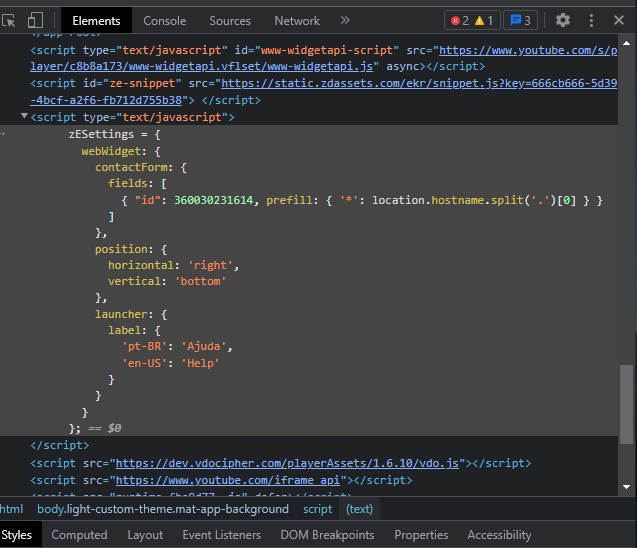 Elements Console Sources Network » 2 1 3
<script type="text/javascript" id="www-widgetapi-script" src="https://www.youtube.com/s/p
layer/c8b8a173/www-widgetapi.vflset/www-widgetapi.js" async></script>
<script id="ze-snippet" src="https://static.zdassets.com/ekr/snippet.js?key=666cb666-5d39
-4bcf-a2f6-fb712d755b38"> </script>
<script type="text/javascript">
zESettings = {
webWidget: {
contactForm: {
fields: [
{ "id": 360030231614, prefill: { '*': location.hostname.split('.')[0] } }
]
},
position: {
horizontal: 'right',
vertical: 'bottom'
},
launcher: {
label: {
'pt-BR': 'Ajuda',
'en-US': 'Help'
}
}
}
}; == $0
</script>
<script src="https://dev.vdocipher.com/playerAssets/1.6.10/vdo.js"></script>
<script src="https://www.youtube.com/iframe_api"></script>
html body.light-custom-theme.mat-app-background script (text)
Styles Computed Layout Event Listeners DOM Breakpoints Properties Accessibility